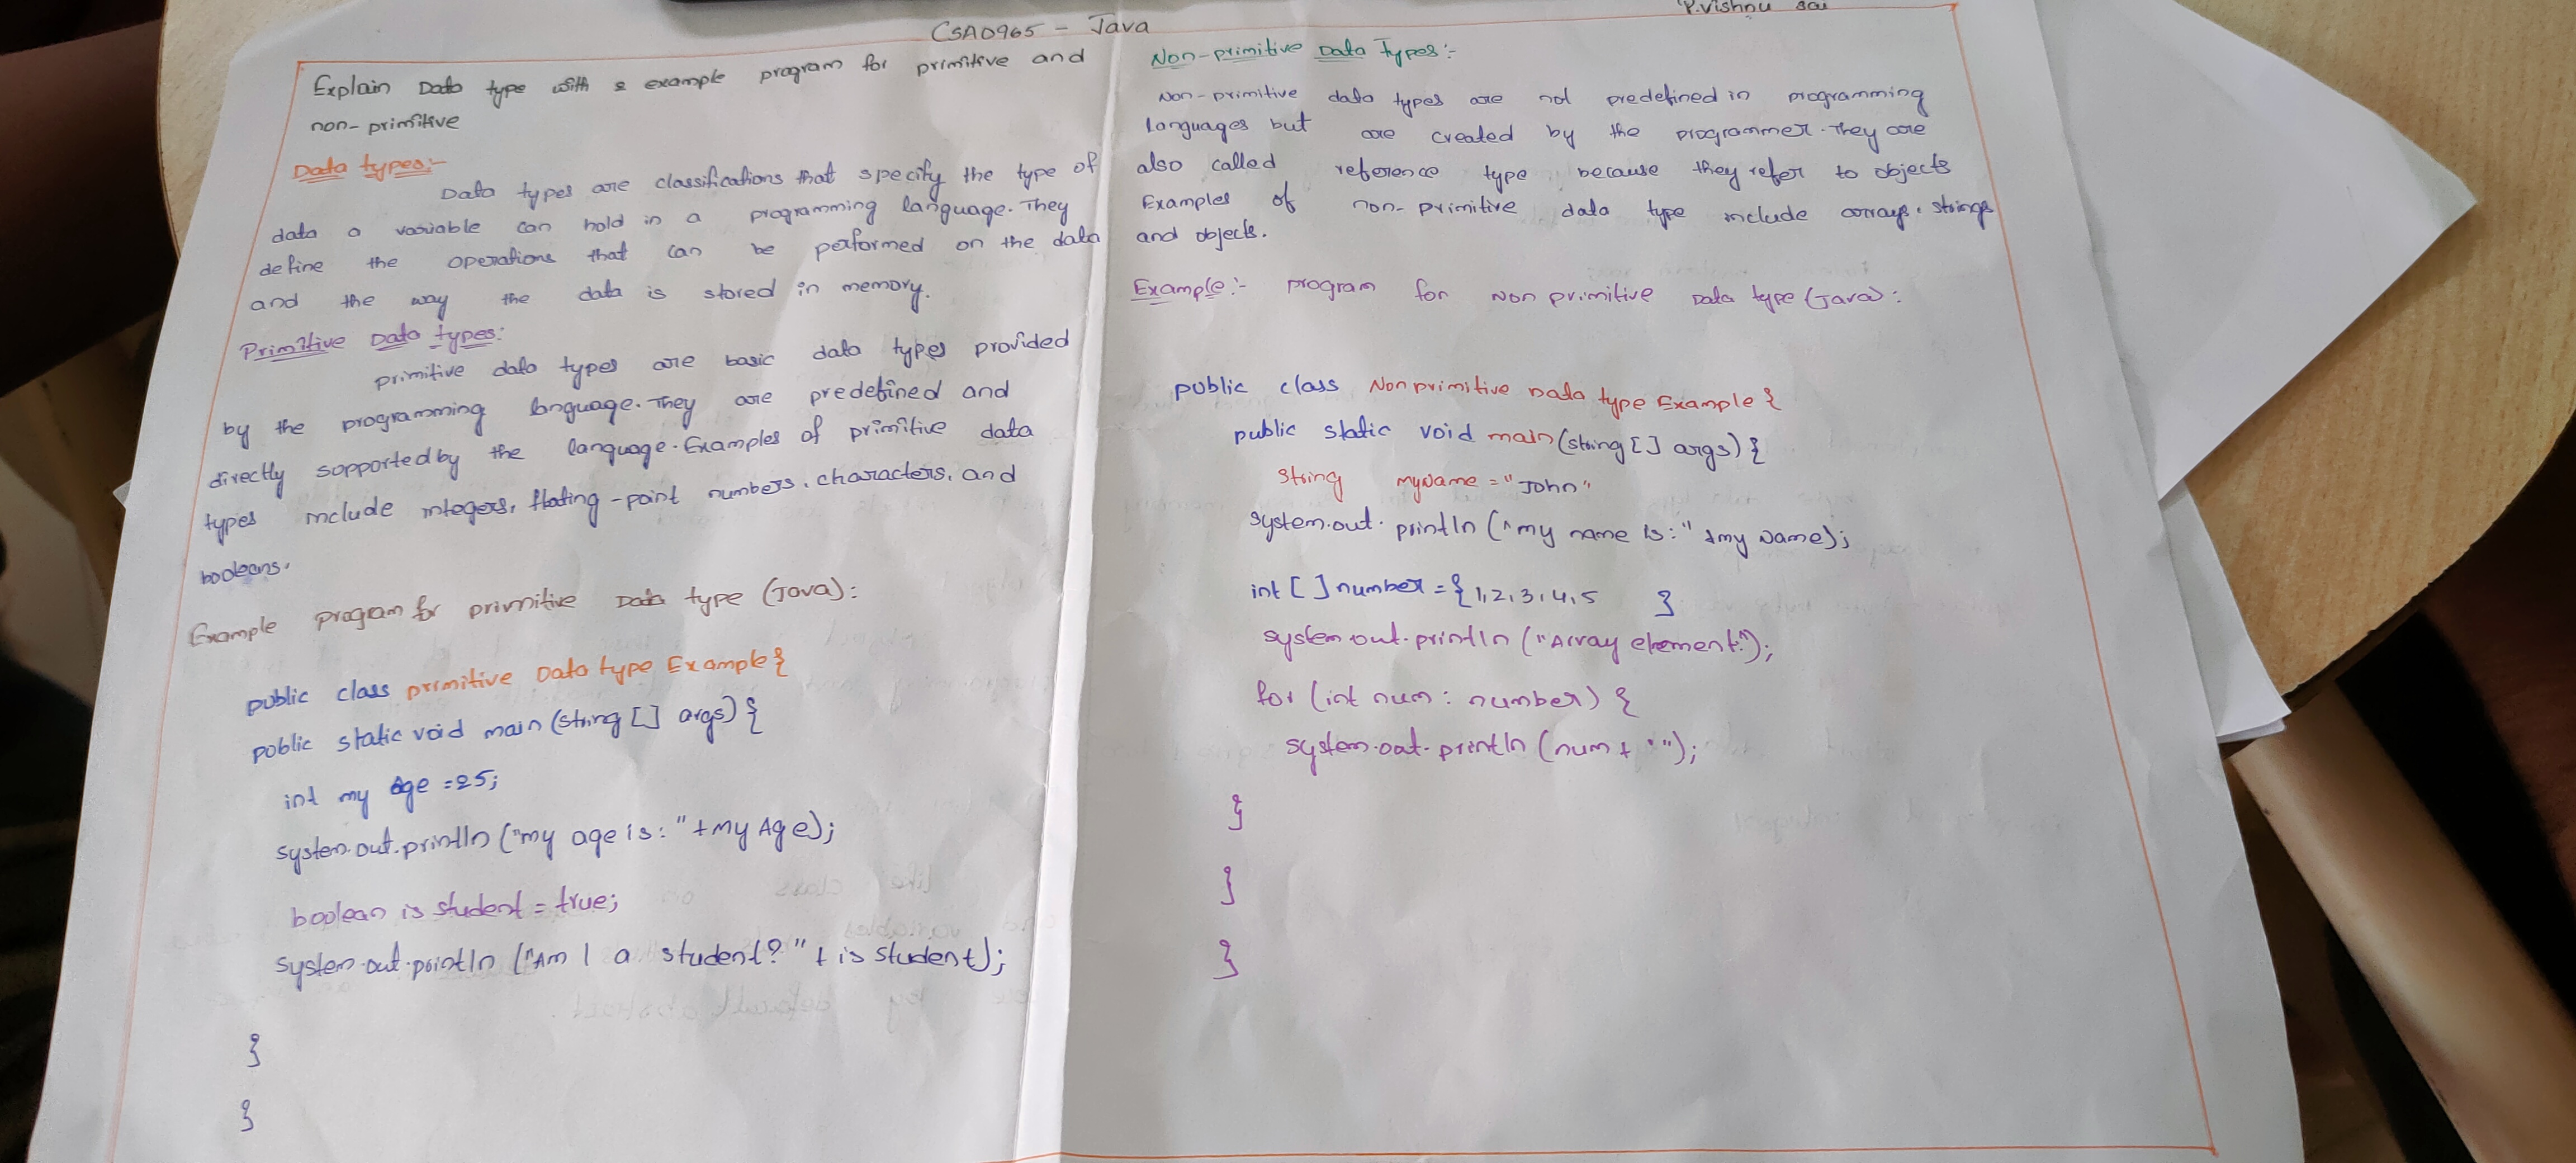 P.Vishnu Sai
CSA0965 - Java
Explain Data type with a example program for primitive and
non-primitive
Data types:-
Data types are classifications that specify the type of
data a variable can hold in a programming language. They
define the operations that can be performed on the data
and the way the data is stored in memory.
Primitive Data types:
primitive data types are basic data types provided
by the programming language. They are predefined and
directly supported by the language. Examples of primitive data
types include integers, floating-point numbers, characters, and
booleans.
Example program for primitive Data type (Java):
public class primitive Data type Example {
public static void main (string [] args) {
int my Age = 25;
system.out.println ("my age is: " + my Age);
boolean is student = true;
system.out.println ("Am I a student? " + is student);
}
}
Non-primitive Data Types:-
Non-primitive data types are not predefined in programming
languages but are created by the programmer. They are
also called reference type because they refer to objects
Examples of non-primitive data type include arrays, strings
and objects.
Example:- program for Non primitive Data type (Java):
public class Non primitive Data type Example {
public static void main (string [] args) {
string myName = "John"
system.out.println ("my name is: " + my Name);
int [] number = {1,2,3,4,5 }
system.out.println ("Array element:");
for (int num : number) {
system.out.println (num + " ");
}
}
}
like class
variables
by default abstract.